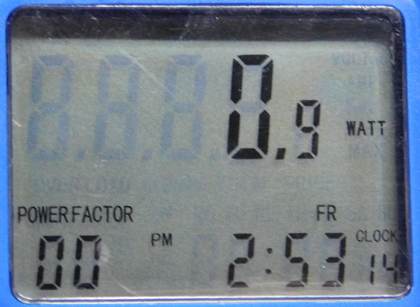 0.9 WATT
POWER FACTOR FR
00 PM 2:53 CLOCK 14